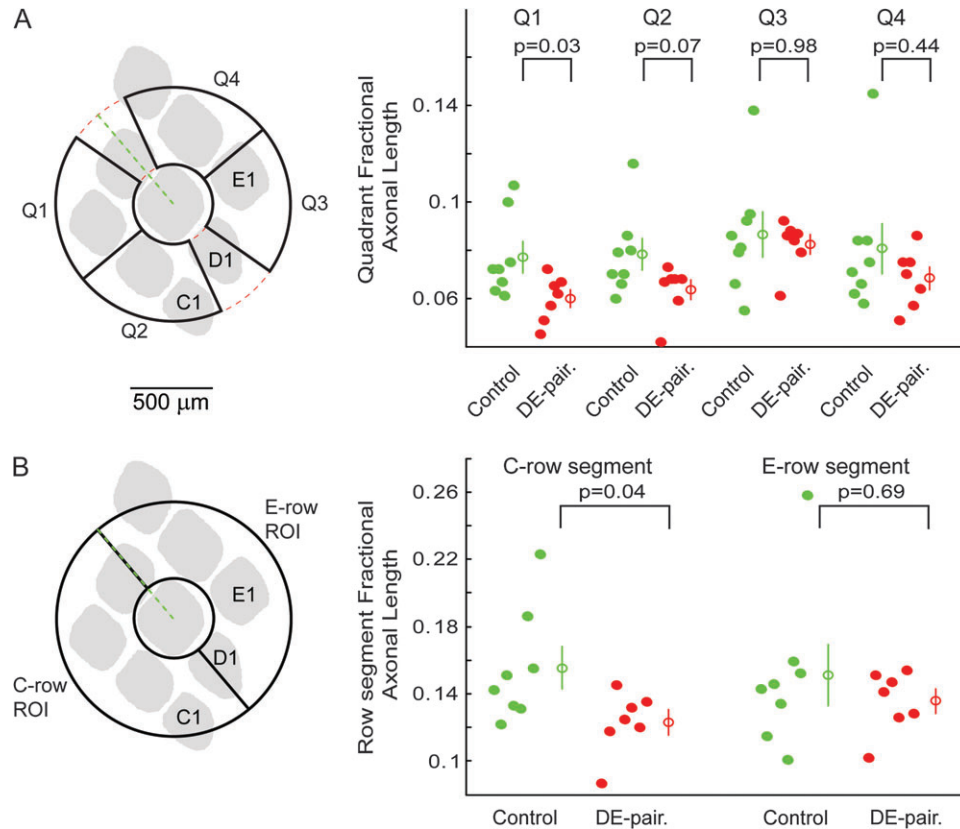 A
Q4
Q1
Q3
E1
D1
C1
Q2
500 µm
Quadrant Fractional
Axonal Length
Q1 Q2 Q3 Q4
p=0.03 p=0.07 p=0.98 p=0.44
0.14
0.1
0.06
Control DE-pair. Control DE-pair. Control DE-pair. Control DE-pair.
B
E-row
ROI
E1
D1
C-row
ROI
C1
Row segment Fractional
Axonal Length
C-row segment E-row segment
p=0.04 p=0.69
0.26
0.22
0.18
0.14
0.1
Control DE-pair. Control DE-pair.